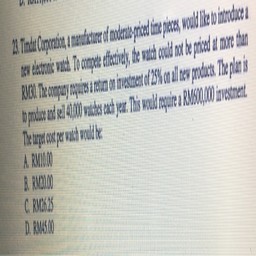 23. Timdat Corporation, a manufacturer of moderate-priced time pieces, would like to introduce a
new electronic watch. To compete effectively, the watch could not be priced at more than
RM30. The company requires a return on investment of 25% on all new products. The plan is
to produce and sell 40,000 watches each year. This would require a RM600,000 investment.
The target cost per watch would be:
A. RM10.00
B. RM20.00
C. RM26.25
D. RM45.00